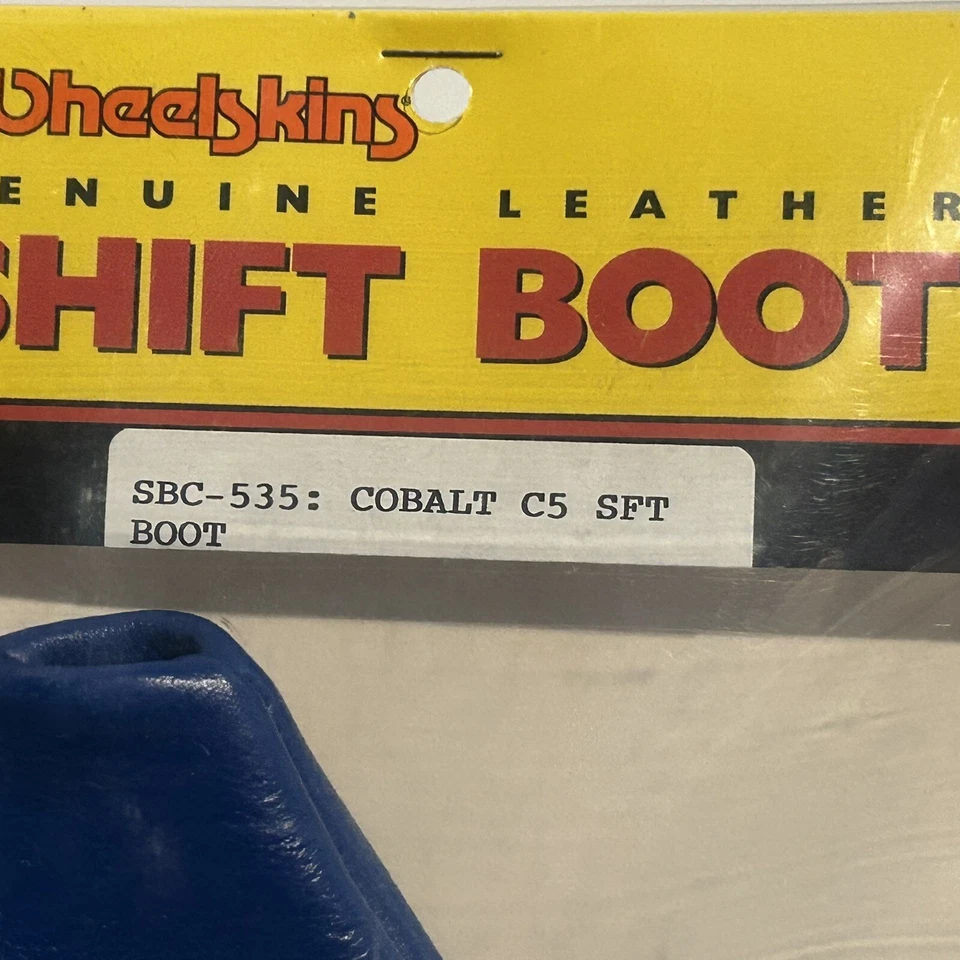 Wheelskins®
ENUINE LEATHER
SHIFT BOOT
SBC-535: COBALT C5 SFT
BOOT